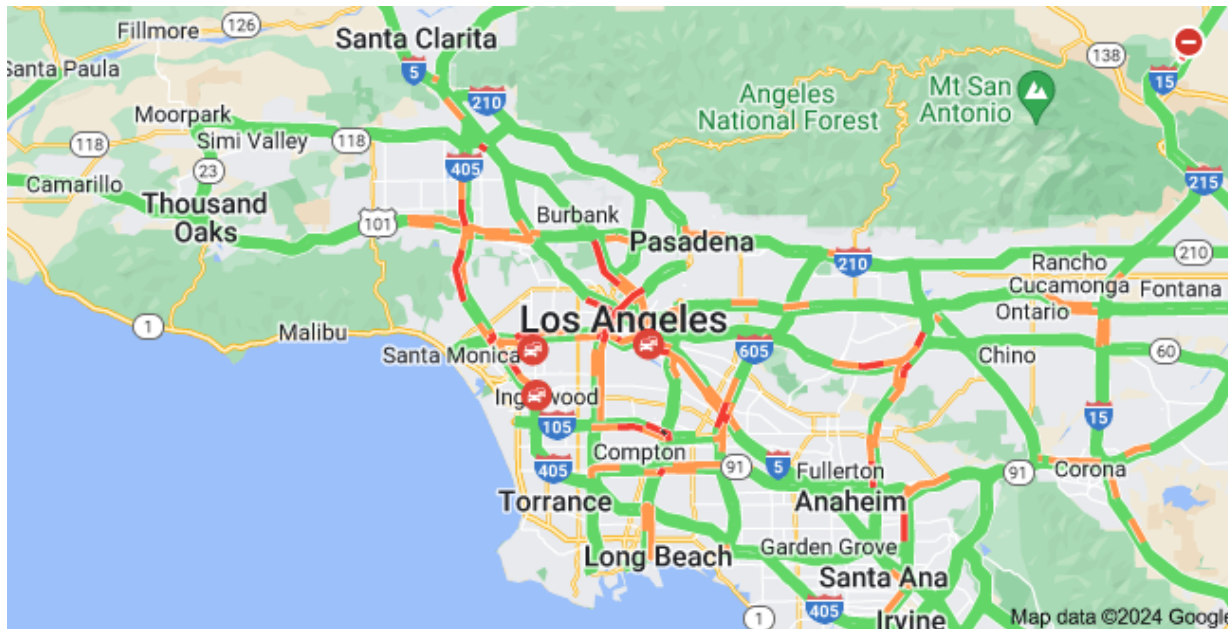 126
Fillmore
Santa Clarita
138
Santa Paula
5
15
210
Angeles
National Forest
Mt San
Antonio
Moorpark
118
Simi Valley
118
405
23
Camarillo
215
Thousand
Oaks
101
Burbank
Pasadena
210
210
Rancho
Cucamonga
Fontana
Ontario
1
Malibu
Los Angeles
Santa Monica
605
Chino
60
Inglewood
105
15
Compton
405
91
5
Fullerton
91
Corona
Torrance
Anaheim
Long Beach
Garden Grove
Santa Ana
1
405
Irvine
Map data ©2024 Google